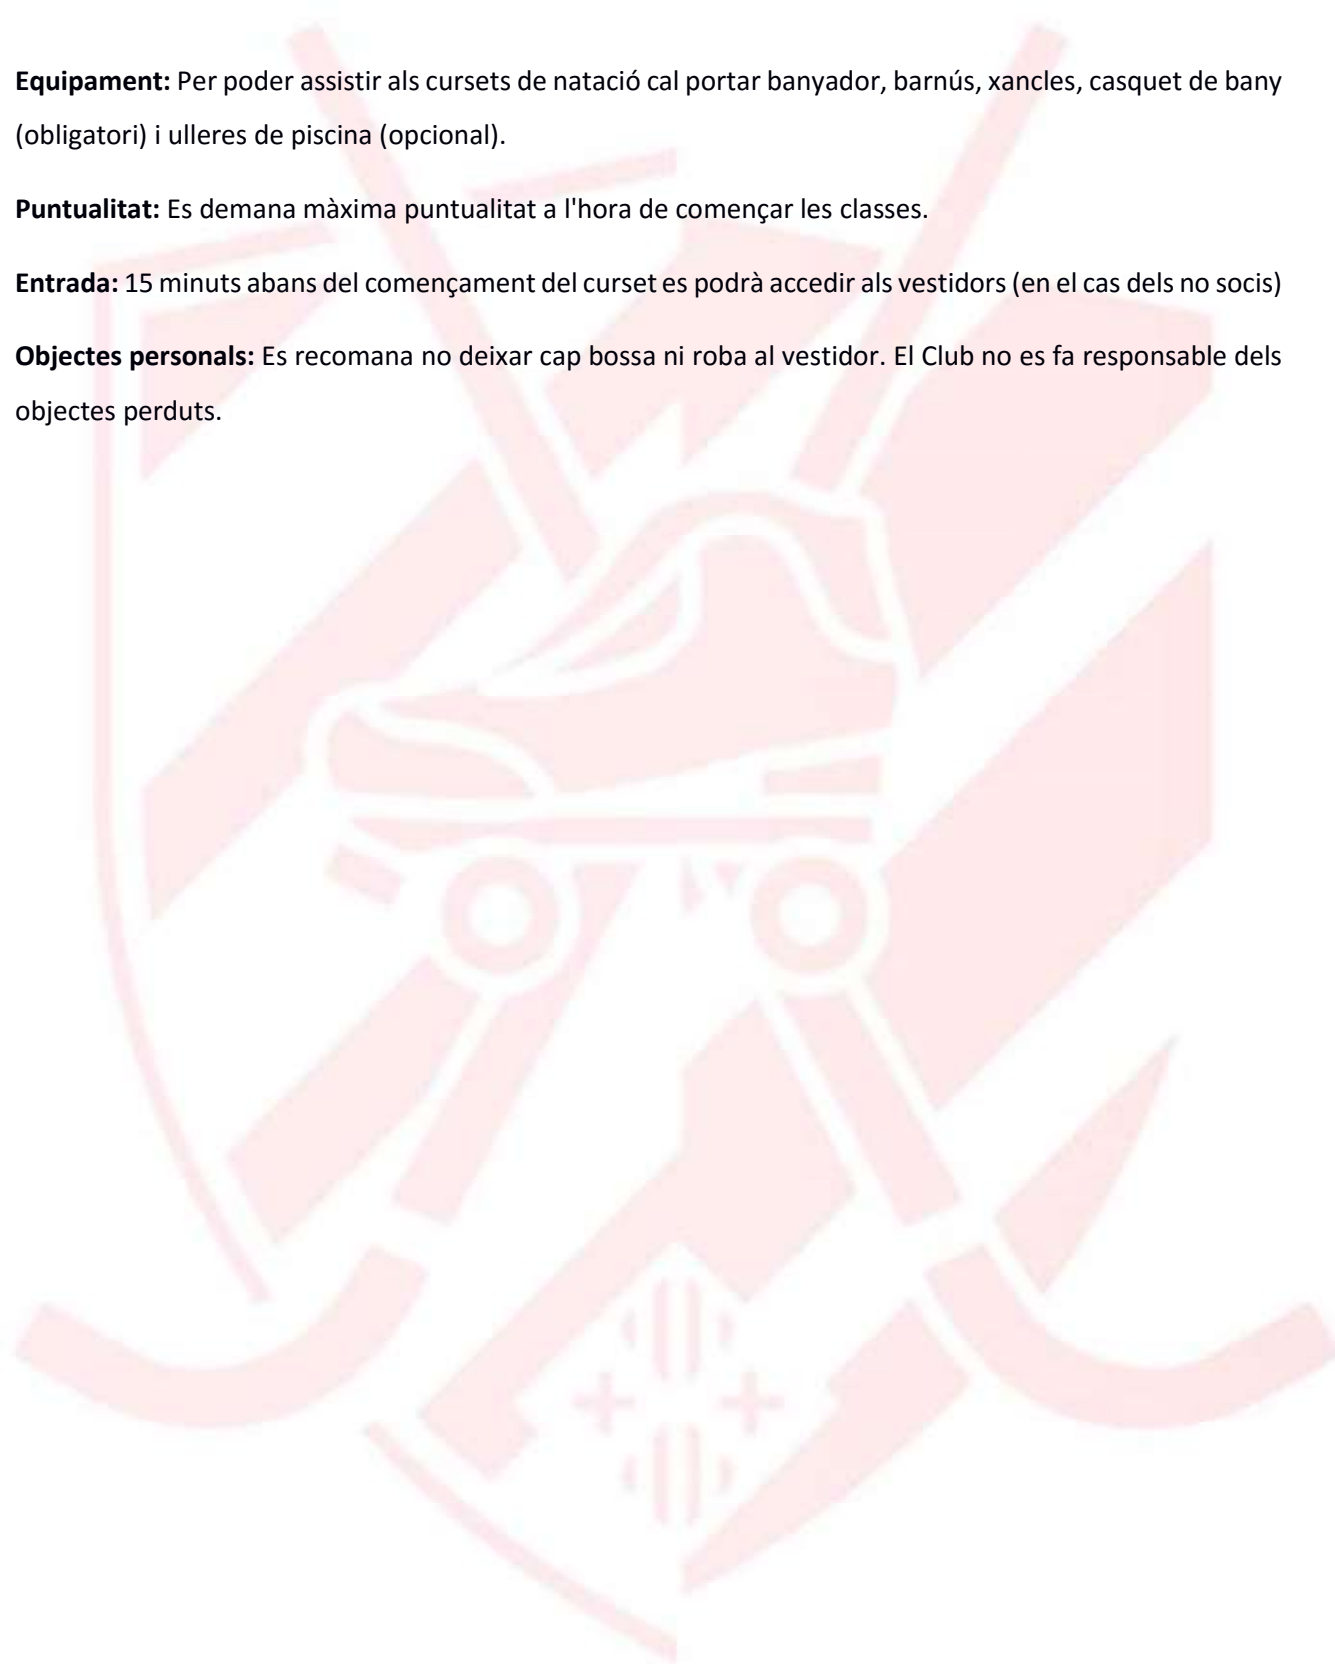 Equipament: Per poder assistir als cursets de natació cal portar banyador, barnús, xancles, casquet de bany
(obligatori) i ulleres de piscina (opcional).
Puntualitat: Es demana màxima puntualitat a l'hora de començar les classes.
Entrada: 15 minuts abans del començament del curset es podrà accedir als vestidors (en el cas dels no socis)
Objectes personals: Es recomana no deixar cap bossa ni roba al vestidor. El Club no es fa responsable dels
objectes perduts.